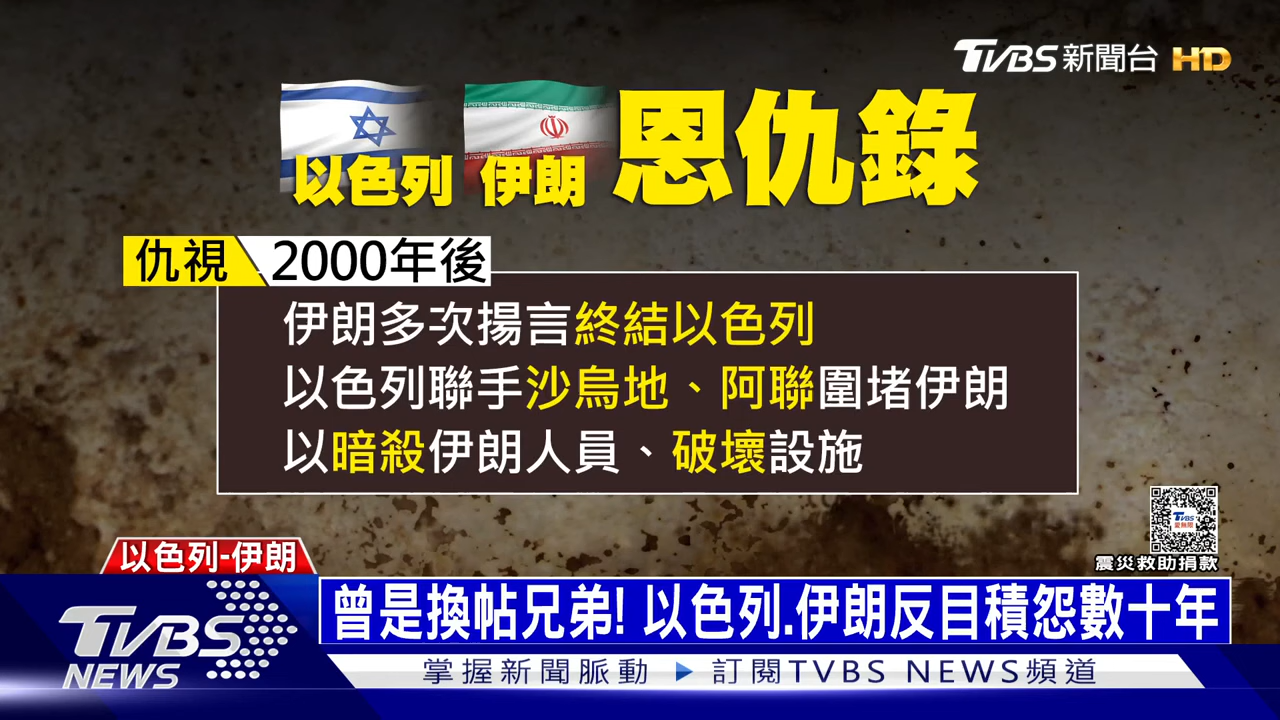 TVBS新聞台 HD
以色列 伊朗 恩仇錄
仇視 2000年後
伊朗多次揚言終結以色列
以色列聯手沙烏地、阿聯圍堵伊朗
以暗殺伊朗人員、破壞設施
TVBS
震災救助捐款
以色列-伊朗
曾是換帖兄弟! 以色列.伊朗反目積怨數十年
TVBS
NEWS
掌握新聞脈動 ▶ 訂閱TVBS NEWS頻道